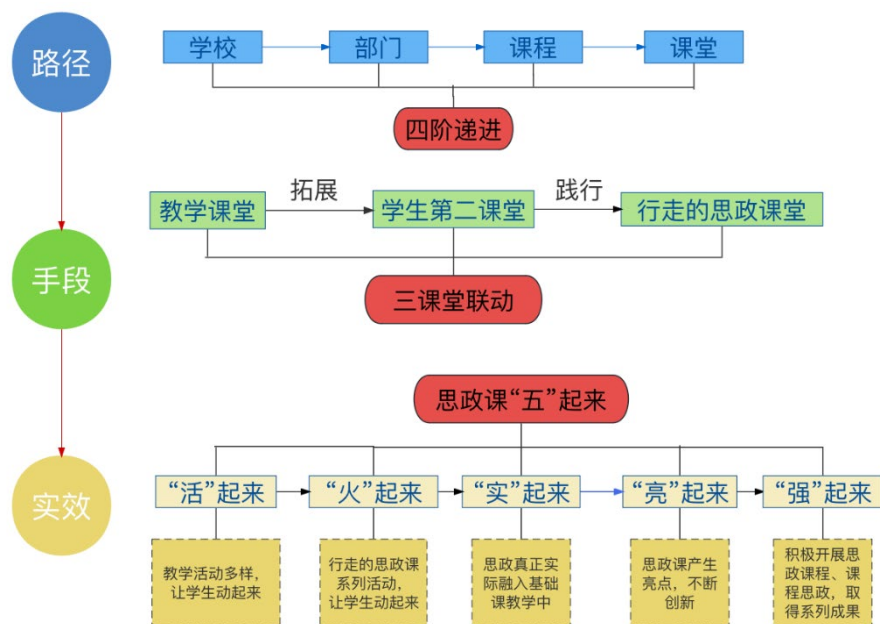 路径
学校
部门
课程
课堂
四阶递进
手段
教学课堂
拓展
学生第二课堂
践行
行走的思政课堂
三课堂联动
实效
思政课“五”起来
“活”起来
“火”起来
“实”起来
“亮”起来
“强”起来
教学活动多样，
让学生动起来
行走的思政课
系列活动，
让学生动起来
思政真正实
际融入基础
课教学中
思政课产生
亮点，不断
创新
积极开展思
政课程、课
程思政，取
得系列成果